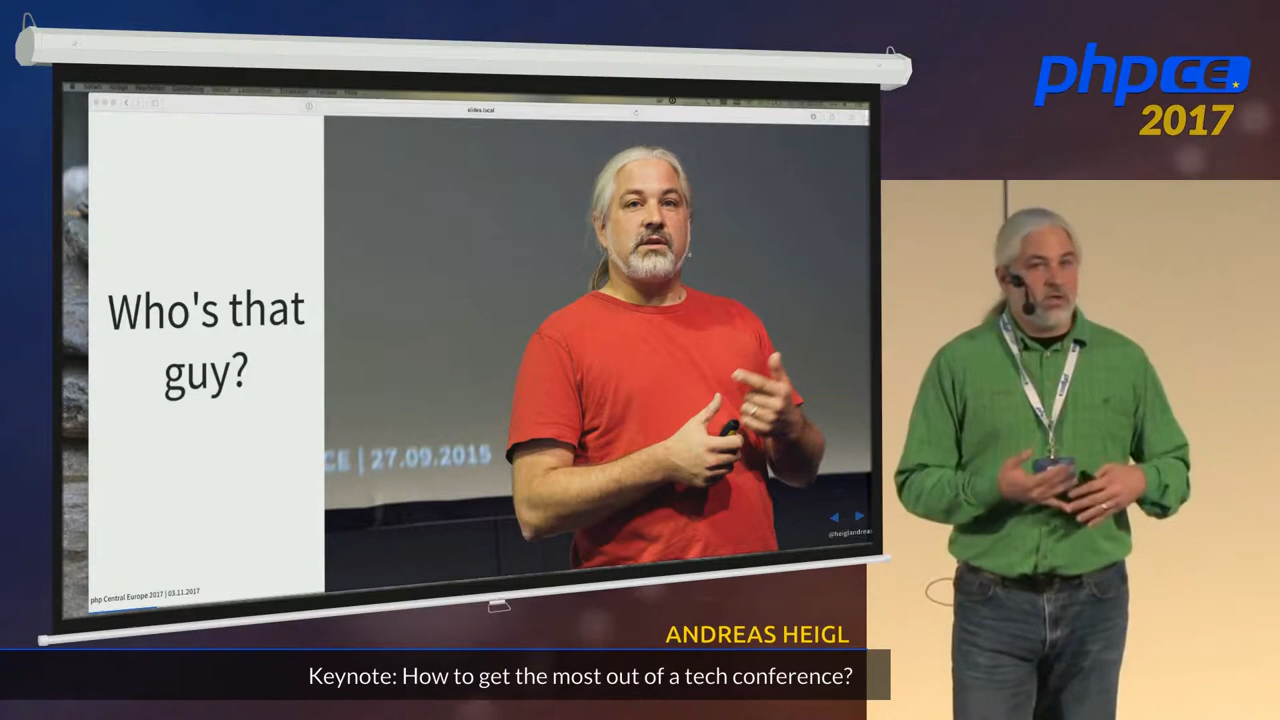 slides.local
Who's that
guy?
CE | 27.09.2015
@heiglandrea
php Central Europe 2017 | 03.11.2017
phpCE
2017
ANDREAS HEIGL
Keynote: How to get the most out of a tech conference?